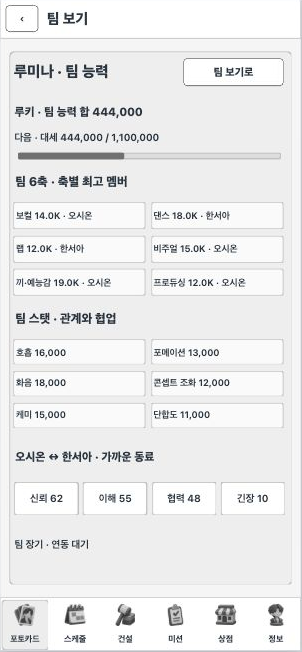 ‹ 팀 보기
루미나 · 팀 능력 팀 보기로
루키 · 팀 능력 합 444,000
다음 · 대세 444,000 / 1,100,000
팀 6축 · 축별 최고 멤버
보컬 14.0K · 오시온 댄스 18.0K · 한서아
랩 12.0K · 한서아 비주얼 15.0K · 오시온
끼·예능감 19.0K · 오시온 프로듀싱 12.0K · 오시온
팀 스탯 · 관계와 협업
호흡 16,000 포메이션 13,000
화음 18,000 콘셉트 조화 12,000
케미 15,000 단합도 11,000
오시온 ↔ 한서아 · 가까운 동료
신뢰 62 이해 55 협력 48 긴장 10
팀 장기 · 연동 대기
포토카드 스케줄 건설 미션 상점 정보